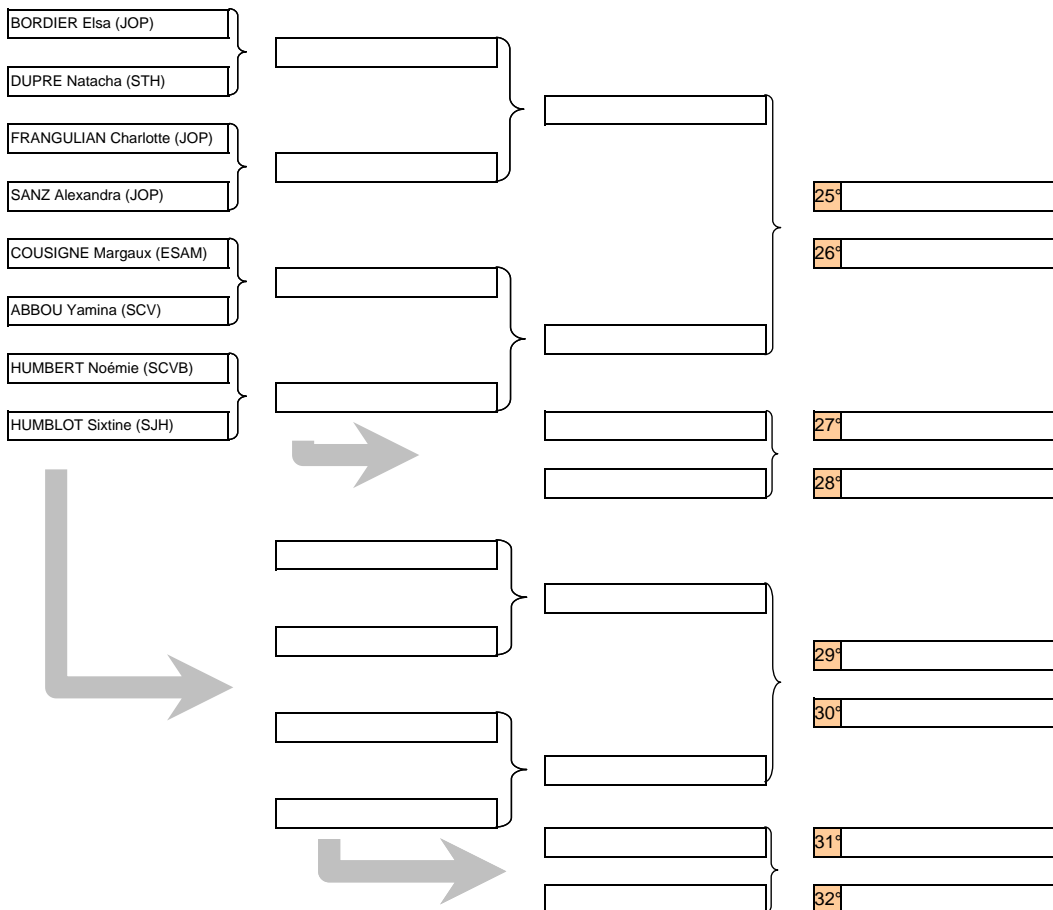 BORDIER Elsa (JOP)
DUPRE Natacha (STH)
FRANGULIAN Charlotte (JOP)
SANZ Alexandra (JOP)
25°
COUSIGNE Margaux (ESAM)
26°
ABBOU Yamina (SCV)
HUMBERT Noémie (SCVB)
HUMBLOT Sixtine (SJH)
27°
28°
29°
30°
31°
32°